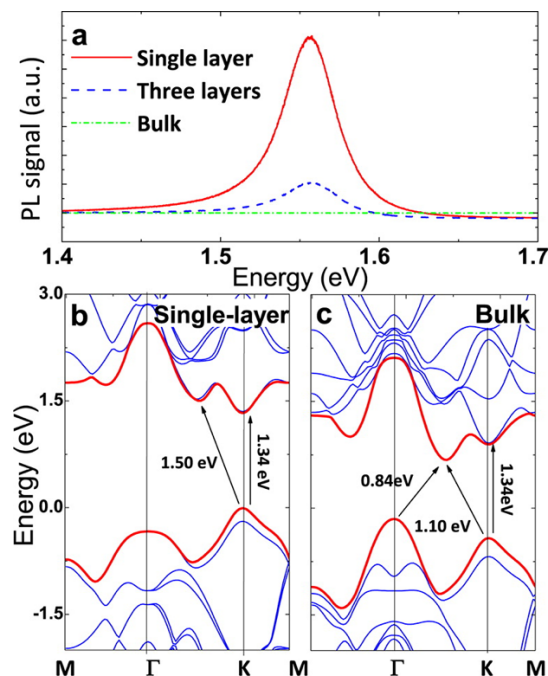 a
Single layer
Three layers
Bulk
PL signal (a.u.)
1.4 1.5 1.6 1.7
Energy (eV)
b Single-layer
c Bulk
Energy (eV)
3.0
1.5
0.0
-1.5
1.50 eV
1.34 eV
0.84eV
1.10 eV
1.34eV
M Γ K M Γ K M